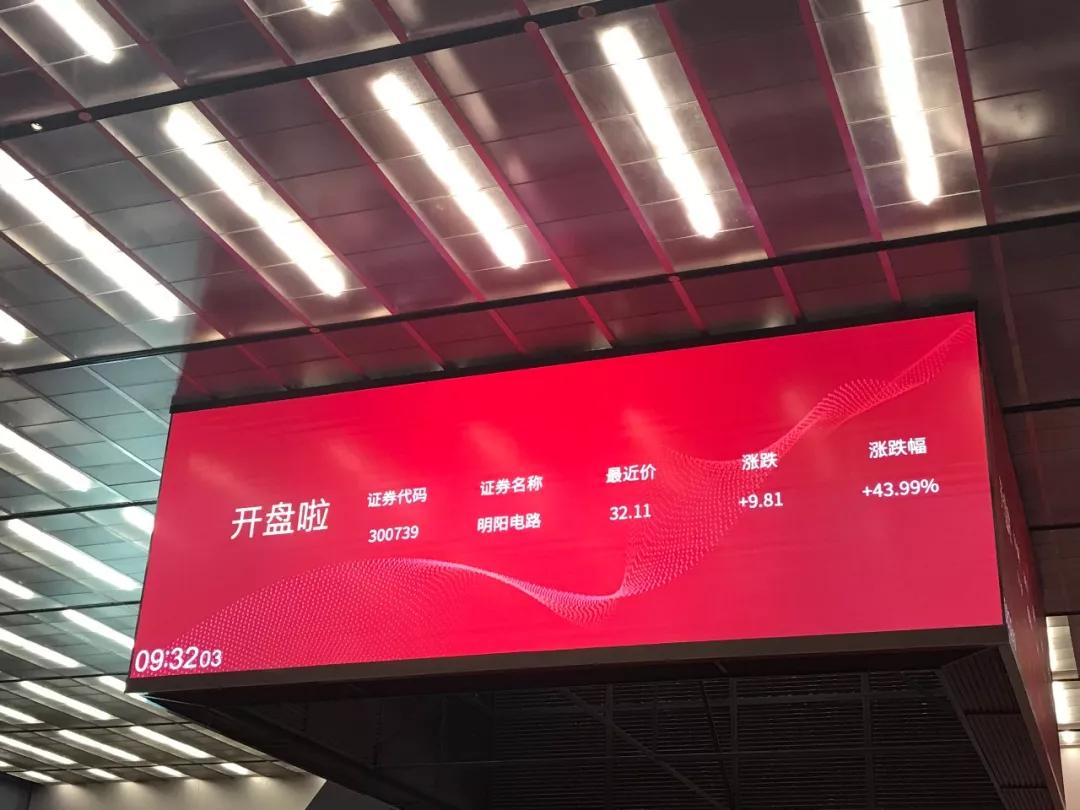 开盘啦
证券代码 证券名称 最近价 涨跌 涨跌幅
300739 明阳电路 32.11 +9.81 +43.99%
09:32 03